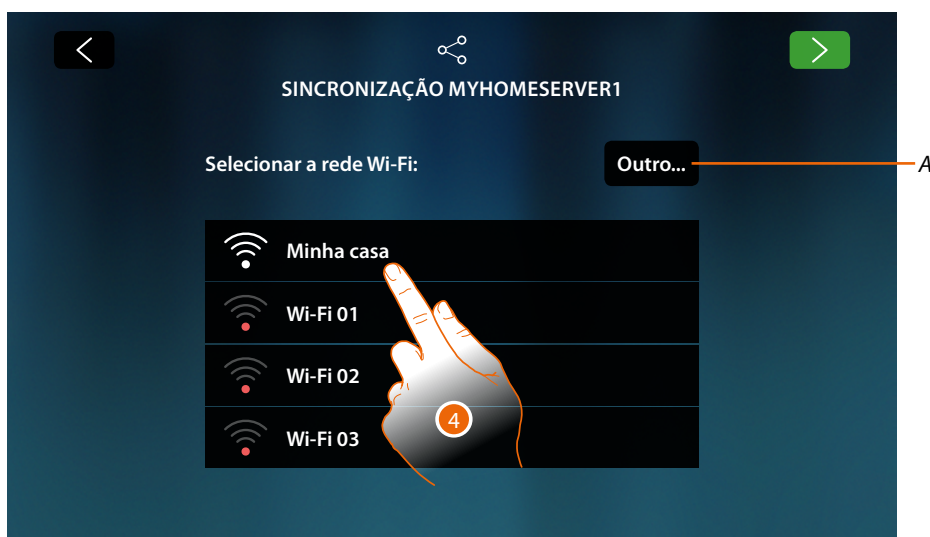 SINCRONIZAÇÃO MYHOMESERVER1
Selecionar a rede Wi-Fi:
Outro...
A
Minha casa
Wi-Fi 01
Wi-Fi 02
Wi-Fi 03
4